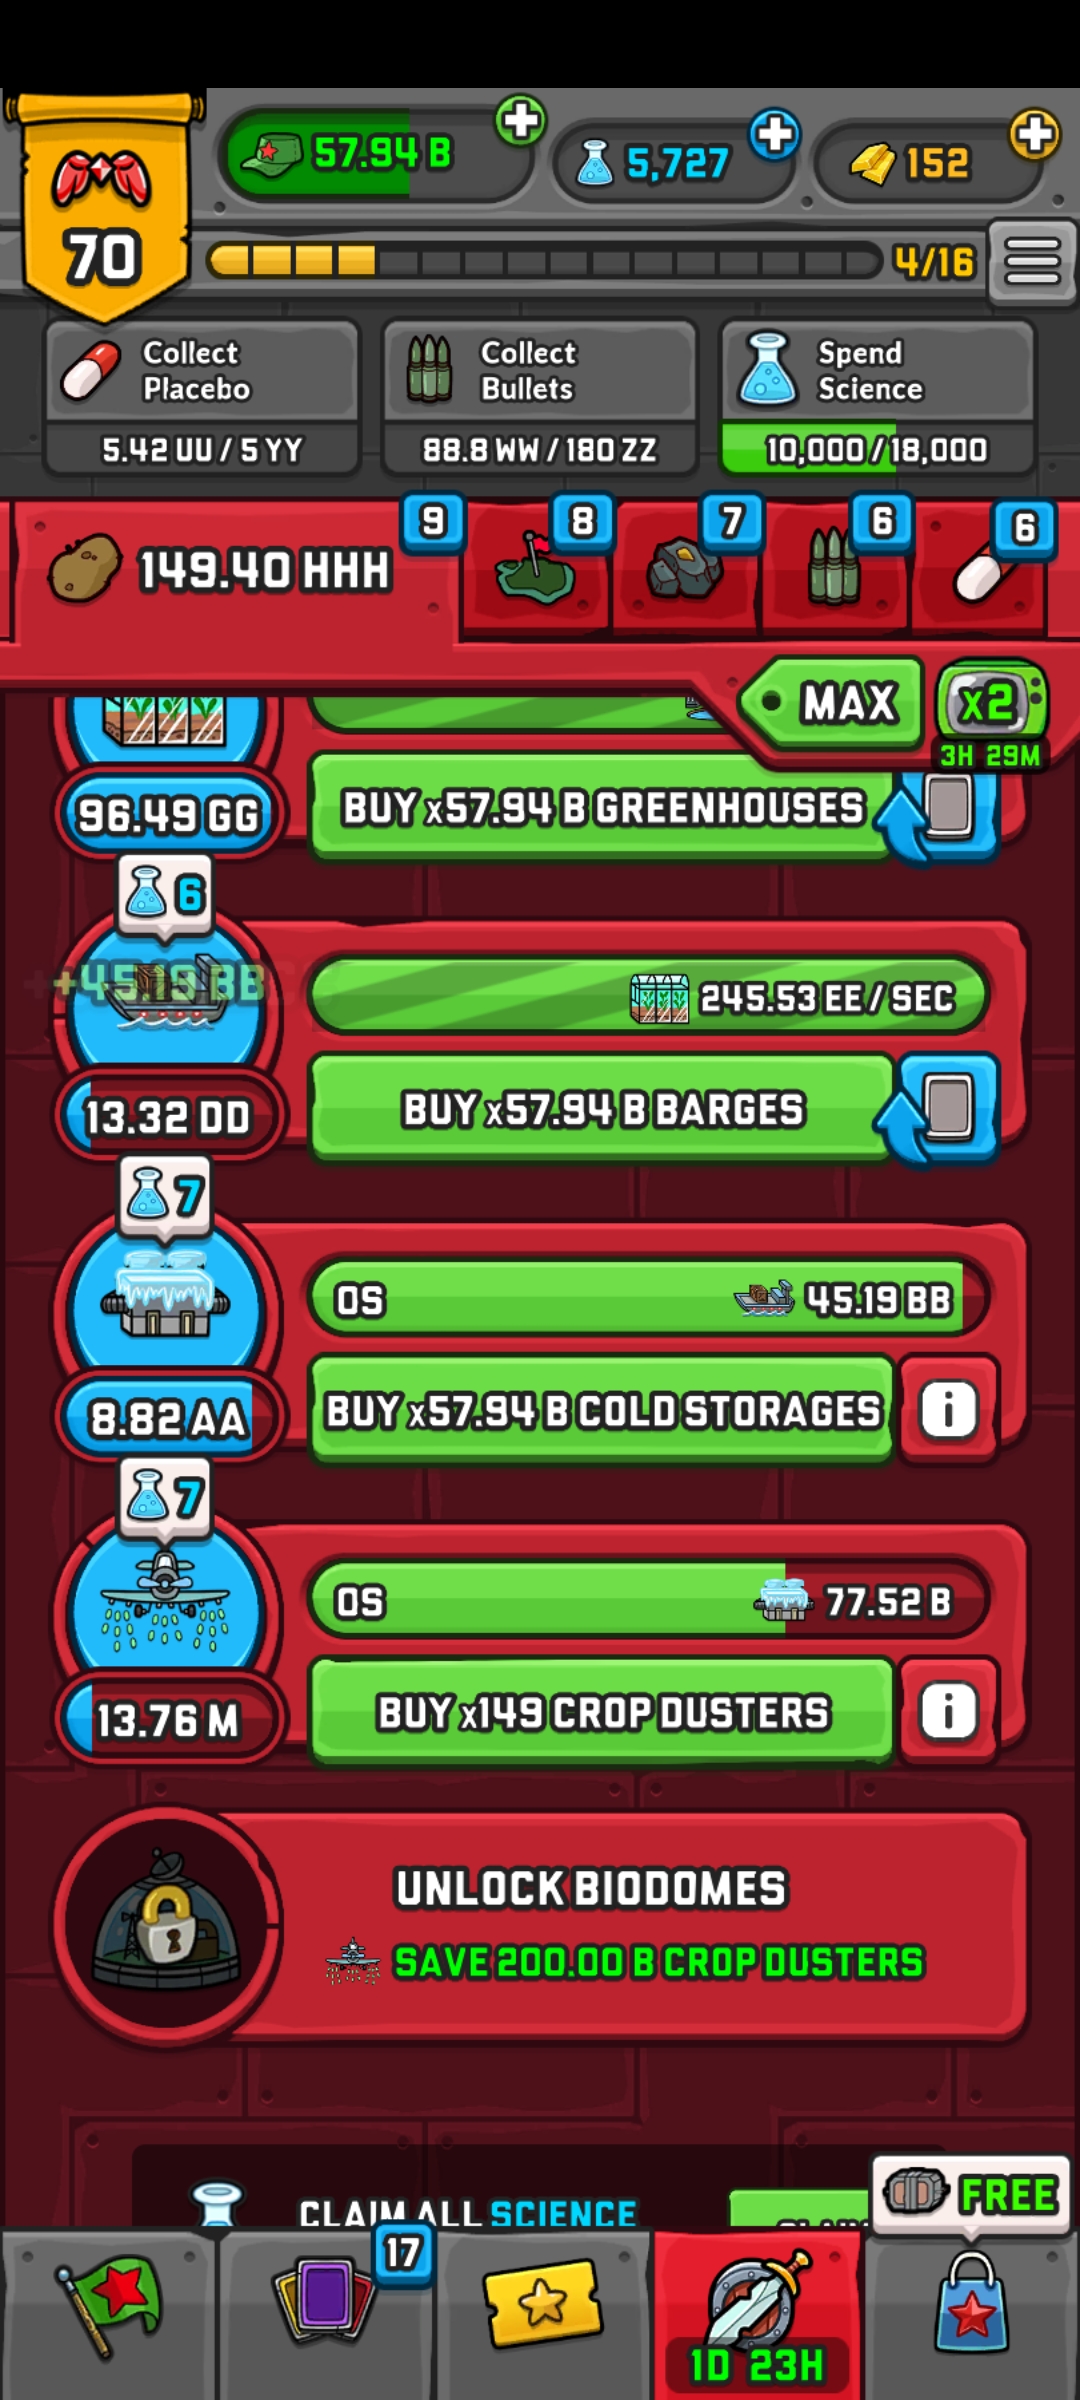 57.94 B
5,727
152
70
4/16
Collect
Placebo
5.42 UU / 5 YY
Collect
Bullets
88.8 WW / 180 ZZ
Spend
Science
10,000 / 18,000
149.40 HHH
9
8
7
6
6
MAX
x2
3H 29M
96.49 GG
BUY x57.94 B GREENHOUSES
6
+45.19 BB
245.53 EE / SEC
13.32 DD
BUY x57.94 B BARGES
7
0S
45.19 BB
8.82 AA
BUY x57.94 B COLD STORAGES
i
7
0S
77.52 B
13.76 M
BUY x149 CROP DUSTERS
i
UNLOCK BIODOMES
SAVE 200.00 B CROP DUSTERS
CLAIM ALL SCIENCE
FREE
17
1D 23H